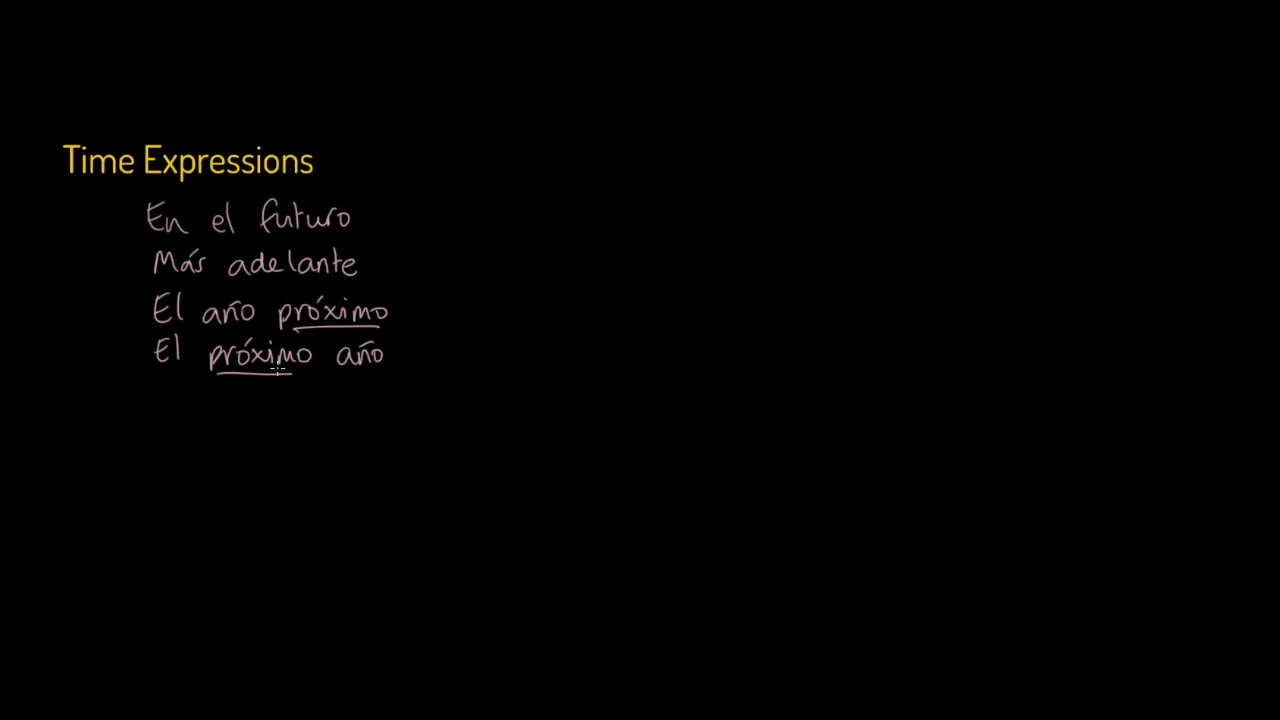 Time Expressions
En el futuro
Más adelante
El año próximo
El próximo año